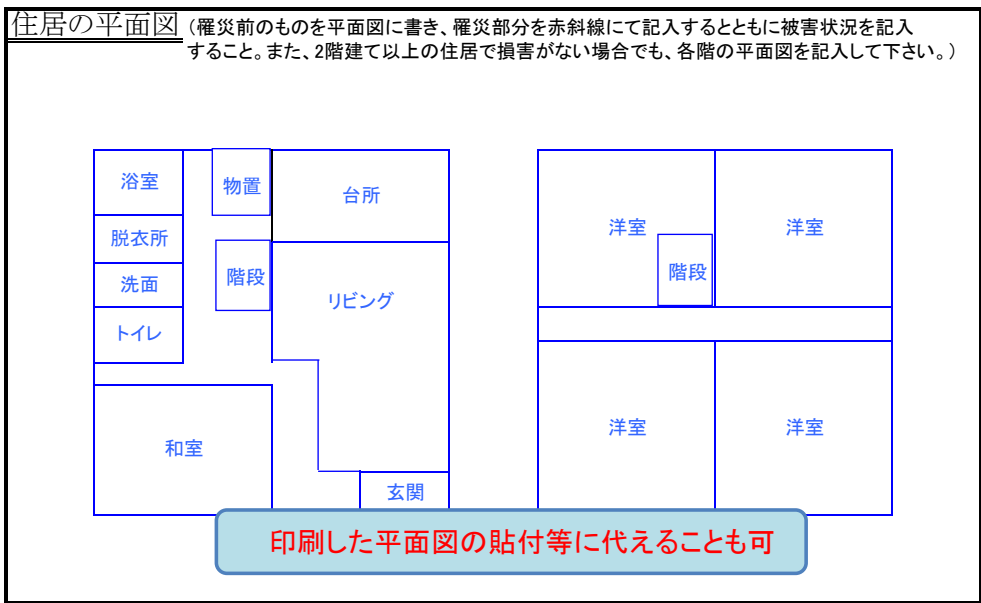 住居の平面図（罹災前のものを平面図に書き、罹災部分を赤斜線にて記入するとともに被害状況を記入
すること。また、2階建て以上の住居で損害がない場合でも、各階の平面図を記入して下さい。）
浴室
物置
台所
脱衣所
洗面
階段
リビング
トイレ
和室
玄関
洋室
洋室
階段
洋室
洋室
印刷した平面図の貼付等に代えることも可